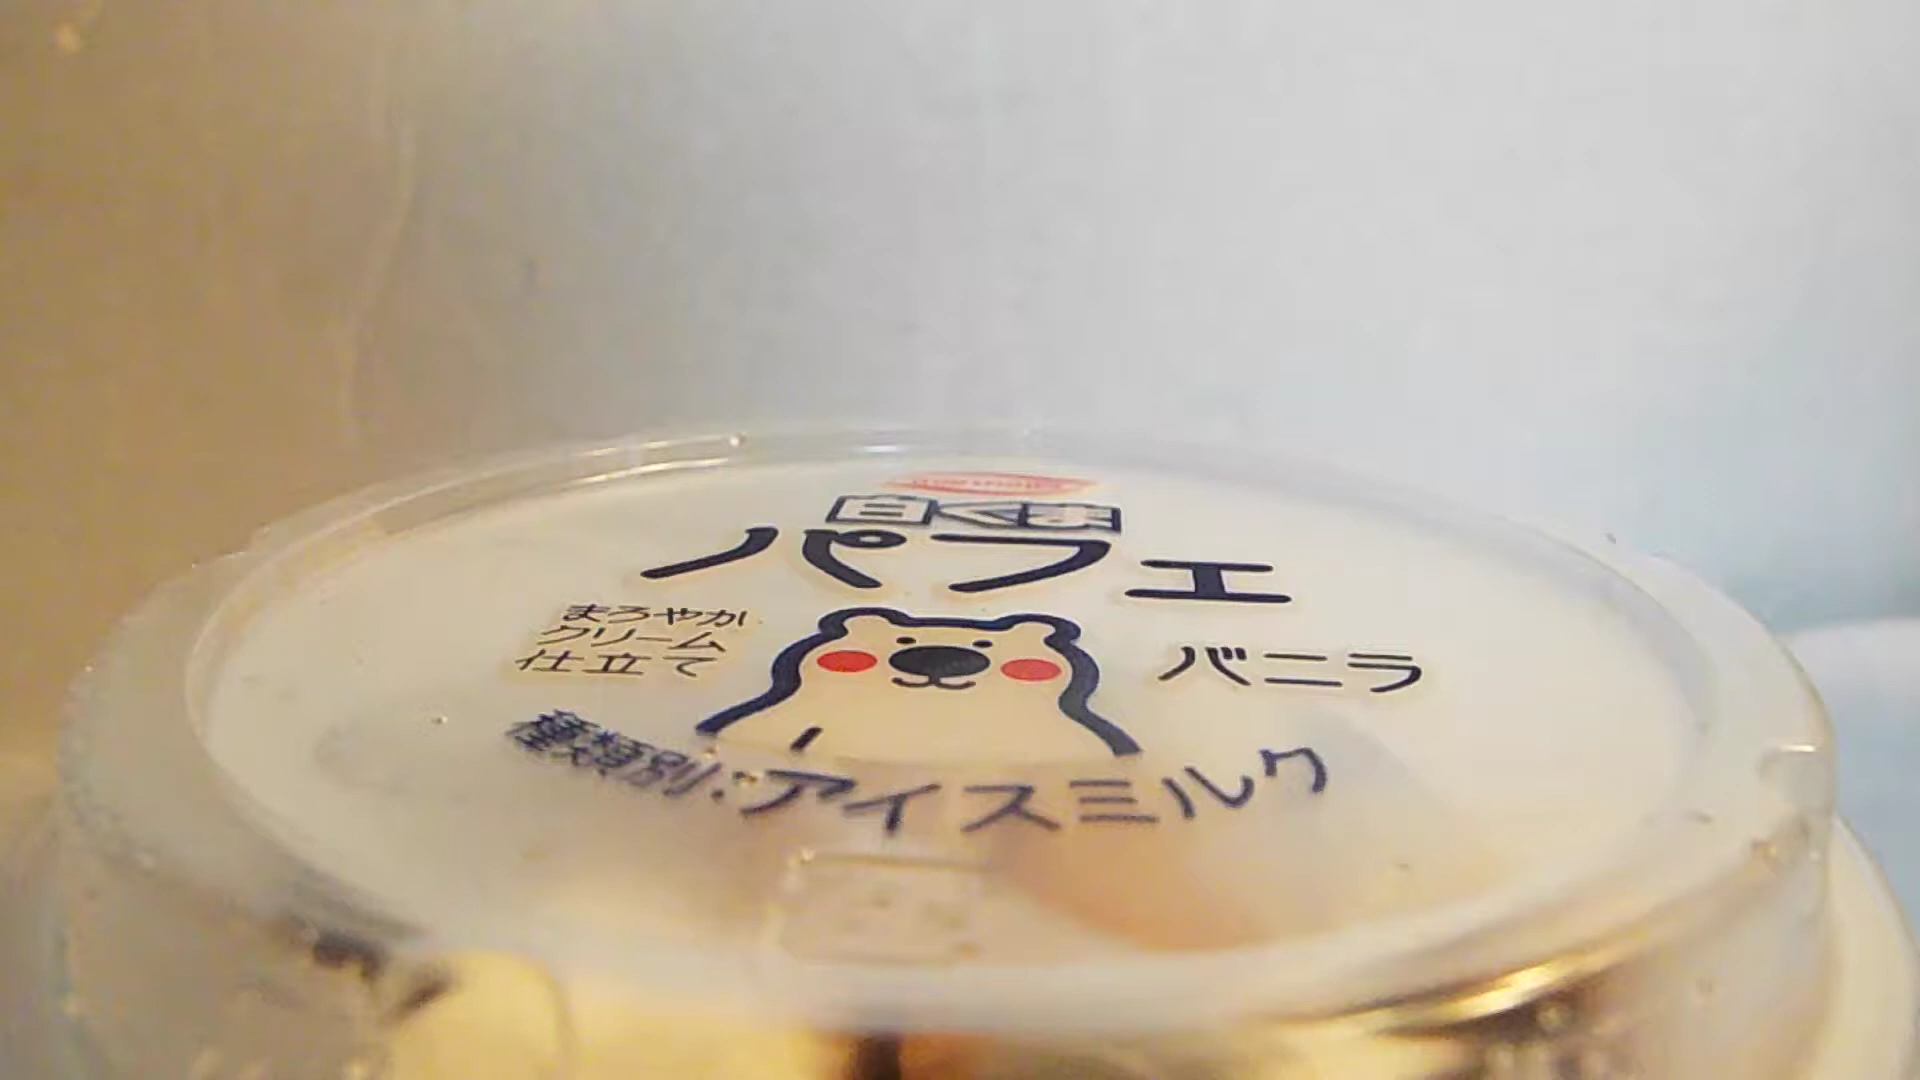 白くま
パフェ
まろやか
クリーム
仕立て
バニラ
種類別:アイスミルク